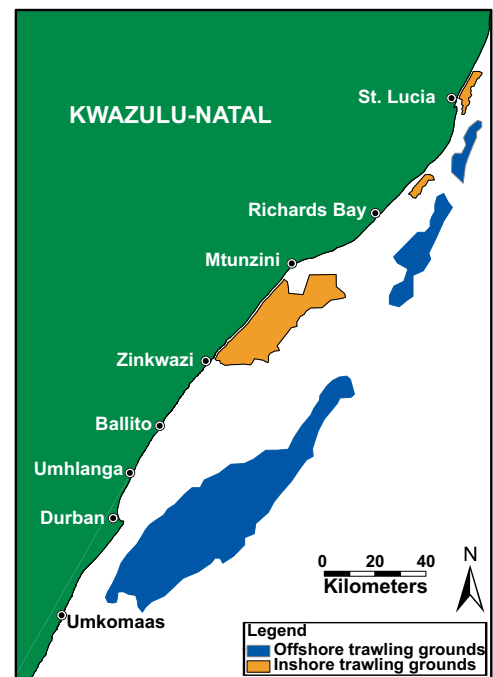 St. Lucia
KWAZULU-NATAL
Richards Bay
Mtunzini
Zinkwazi
Ballito
Umhlanga
Durban
Umkomaas
0 20 40
Kilometers
N
Legend
Offshore trawling grounds
Inshore trawling grounds